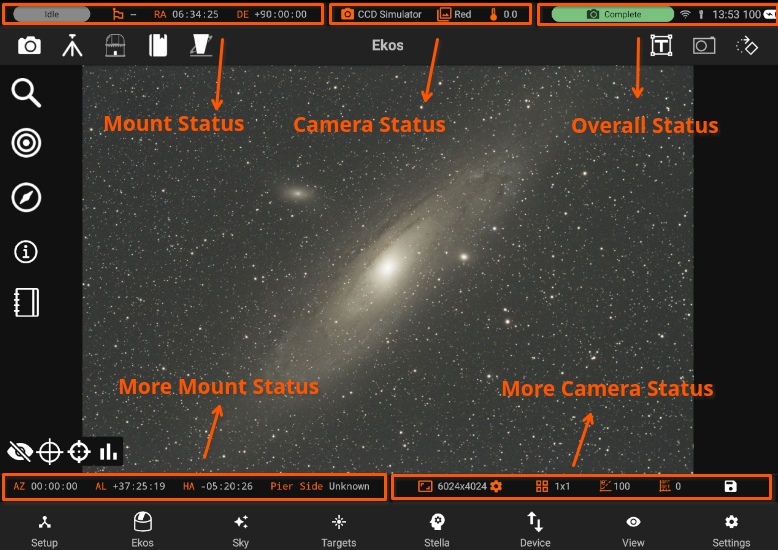 Idle – RA 06:34:25 DE +90:00:00 CCD Simulator Red 0.0 Complete 13:53 100
Ekos
Mount Status Camera Status Overall Status
More Mount Status More Camera Status
AZ 00:00:00 AL +37:25:19 HA -05:20:26 Pier Side Unknown 6024x4024 1x1 100 0
Setup Ekos Sky Targets Stella Device View Settings